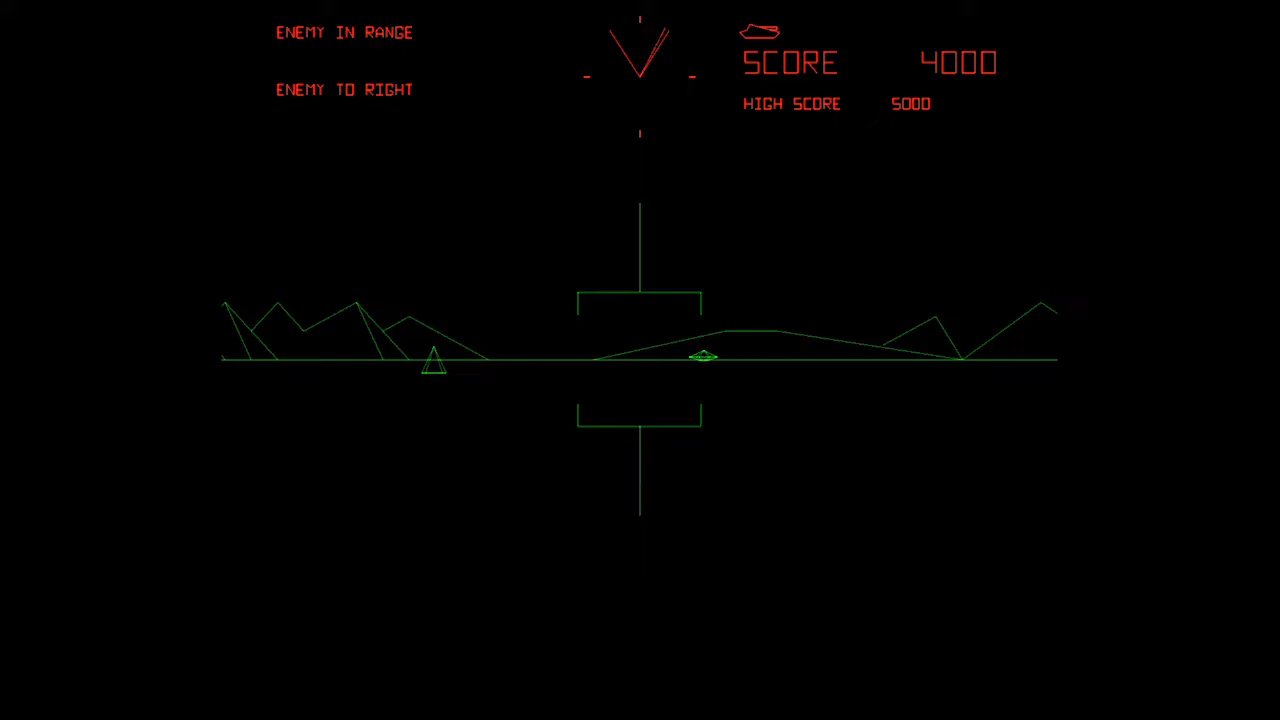 ENEMY IN RANGE
ENEMY TO RIGHT
SCORE 4000
HIGH SCORE 5000